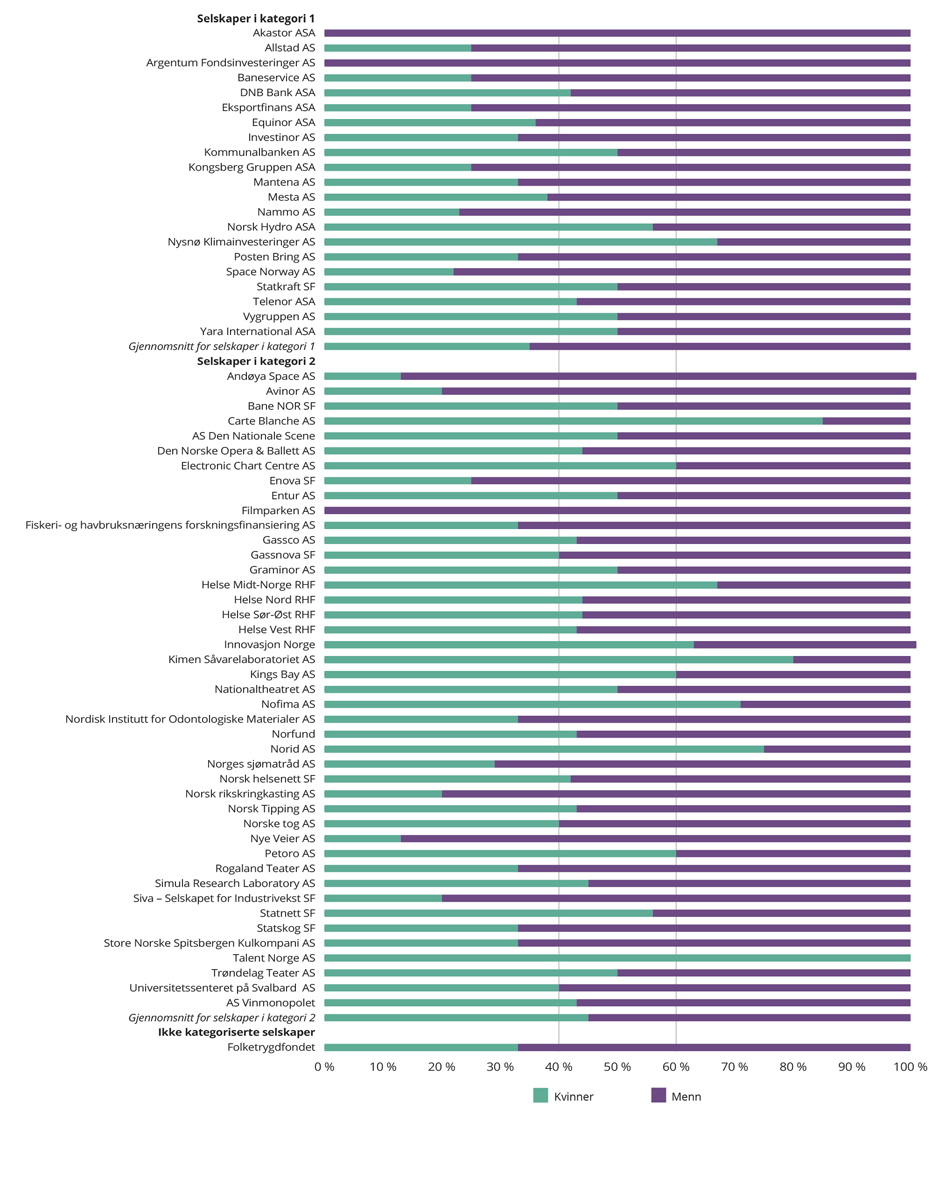 Selskaper i kategori 1
Akastor ASA
Allstad AS
Argentum Fondsinvesteringer AS
Baneservice AS
DNB Bank ASA
Eksportfinans ASA
Equinor ASA
Investinor AS
Kommunalbanken AS
Kongsberg Gruppen ASA
Mantena AS
Mesta AS
Nammo AS
Norsk Hydro ASA
Nysnø Klimainvesteringer AS
Posten Bring AS
Space Norway AS
Statkraft SF
Telenor ASA
Vygruppen AS
Yara International ASA
Gjennomsnitt for selskaper i kategori 1
Selskaper i kategori 2
Andøya Space AS
Avinor AS
Bane NOR SF
Carte Blanche AS
AS Den Nationale Scene
Den Norske Opera & Ballett AS
Electronic Chart Centre AS
Enova SF
Entur AS
Filmparken AS
Fiskeri- og havbruksnæringens forskningsfinansiering AS
Gassco AS
Gassnova SF
Graminor AS
Helse Midt-Norge RHF
Helse Nord RHF
Helse Sør-Øst RHF
Helse Vest RHF
Innovasjon Norge
Kimen Såvarelaboratoriet AS
Kings Bay AS
Nationaltheatret AS
Nofima AS
Nordisk Institutt for Odontologiske Materialer AS
Norfund
Norid AS
Norges sjømatråd AS
Norsk helsenett SF
Norsk rikskringkasting AS
Norsk Tipping AS
Norske tog AS
Nye Veier AS
Petoro AS
Rogaland Teater AS
Simula Research Laboratory AS
Siva – Selskapet for Industrivekst SF
Statnett SF
Statskog SF
Store Norske Spitsbergen Kulkompani AS
Talent Norge AS
Trøndelag Teater AS
Universitetssenteret på Svalbard AS
AS Vinmonopolet
Gjennomsnitt for selskaper i kategori 2
Ikke kategoriserte selskaper
Folketrygdfondet
0 % 10 % 20 % 30 % 40 % 50 % 60 % 70 % 80 % 90 % 100 %
Kvinner Menn